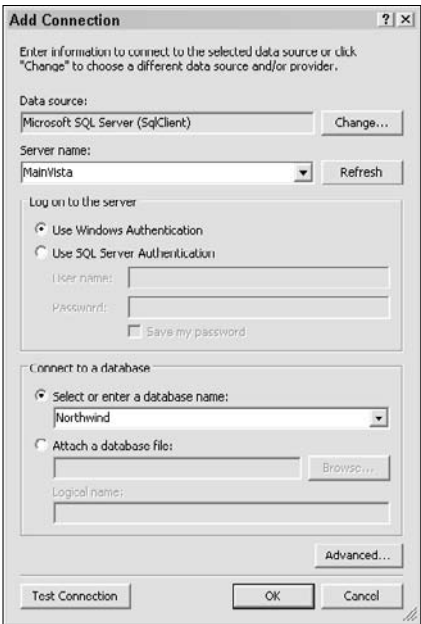 Add Connection
Enter information to connect to the selected data source or click
"Change" to choose a different data source and/or provider.
Data source:
Microsoft SQL Server (SqlClient)
Change...
Server name:
MainVista
Refresh
Log on to the server
Use Windows Authentication
Use SQL Server Authentication
User name:
Password:
Save my password
Connect to a database
Select or enter a database name:
Northwind
Attach a database file:
Browse...
Logical name:
Advanced...
Test Connection
OK
Cancel